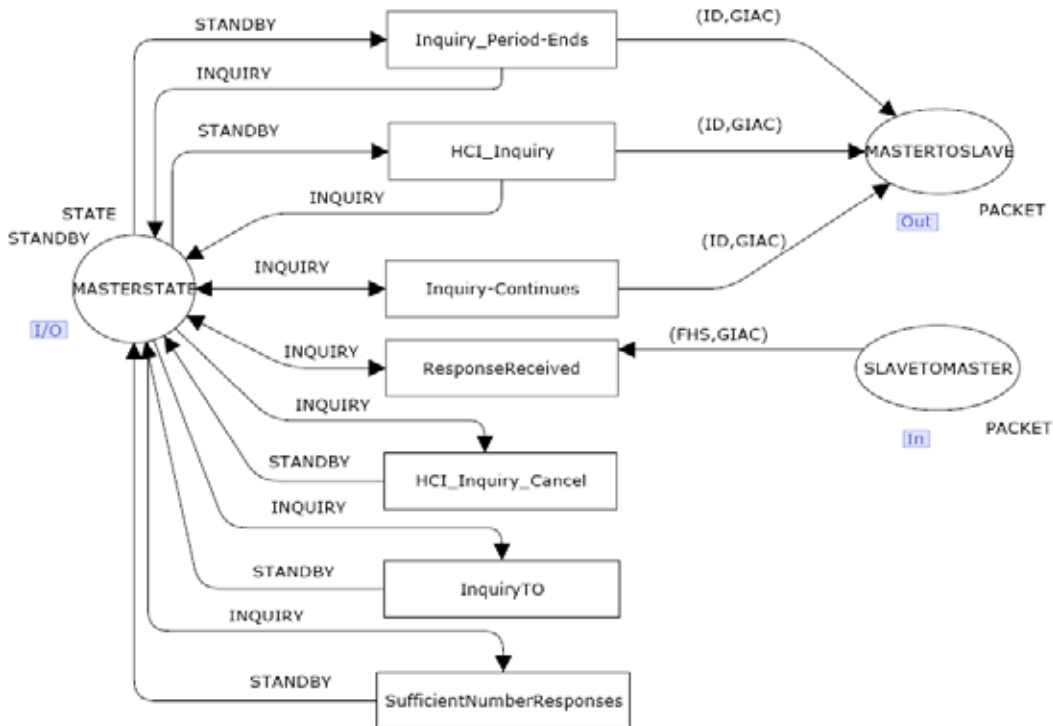 STANDBY
Inquiry_Period-Ends
(ID,GIAC)
INQUIRY
STANDBY
HCI_Inquiry
(ID,GIAC)
MASTERTOSLAVE
INQUIRY
STATE
STANDBY
Out
PACKET
(ID,GIAC)
MASTERSTATE
INQUIRY
Inquiry-Continues
I/O
INQUIRY
ResponseReceived
(FHS,GIAC)
SLAVETOMASTER
INQUIRY
In
PACKET
STANDBY
HCI_Inquiry_Cancel
INQUIRY
STANDBY
InquiryTO
INQUIRY
STANDBY
SufficientNumberResponses